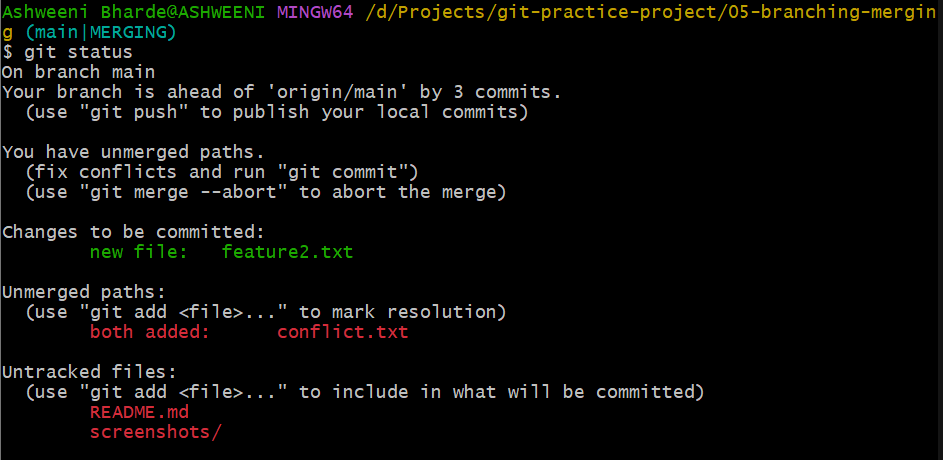 Ashweeni Bharde@ASHWEENI MINGW64 /d/Projects/git-practice-project/05-branching-mergin
g (main|MERGING)
$ git status
On branch main
Your branch is ahead of 'origin/main' by 3 commits.
  (use "git push" to publish your local commits)

You have unmerged paths.
  (fix conflicts and run "git commit")
  (use "git merge --abort" to abort the merge)

Changes to be committed:
        new file:   feature2.txt

Unmerged paths:
  (use "git add <file>..." to mark resolution)
        both added:      conflict.txt

Untracked files:
  (use "git add <file>..." to include in what will be committed)
        README.md
        screenshots/